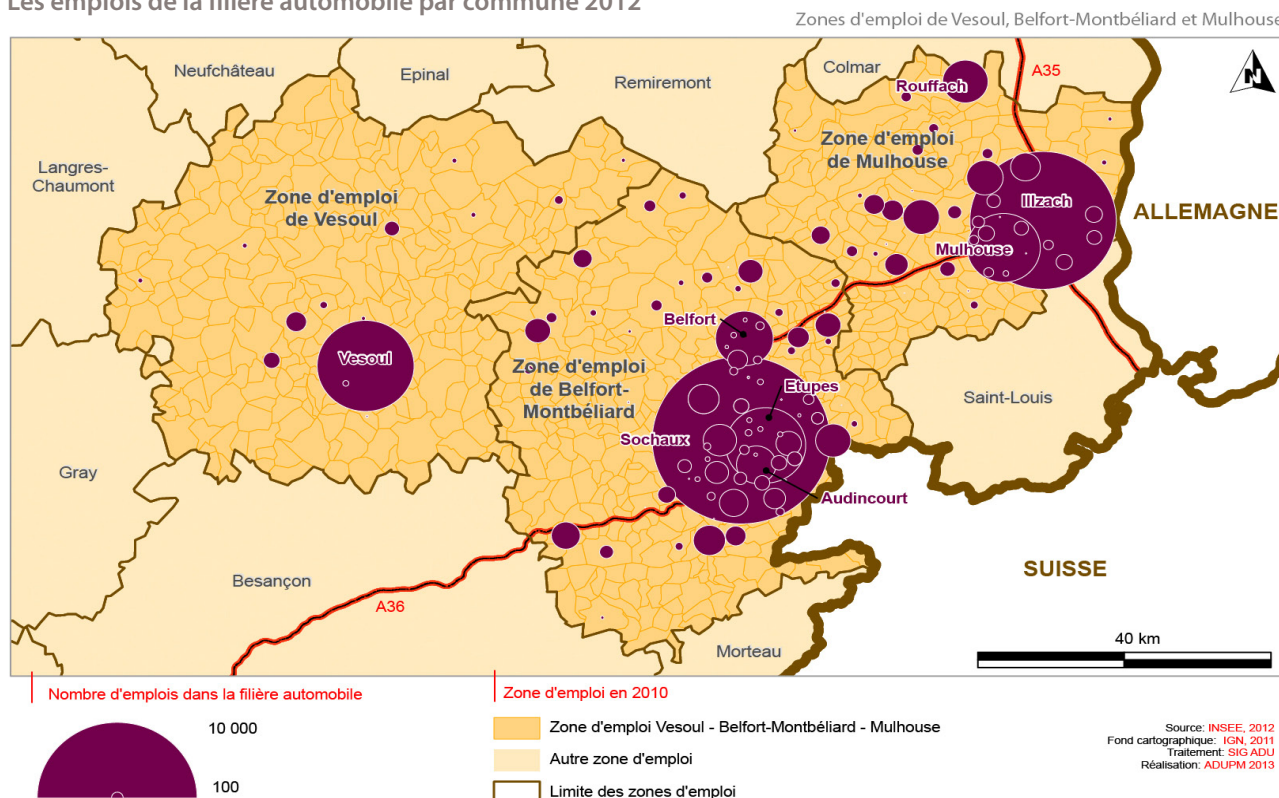 Les emplois de la filière automobile par commune 2012
Zones d'emploi de Vesoul, Belfort-Montbéliard et Mulhouse
Neufchâteau
Epinal
Remiremont
Colmar
A35
N
Rouffach
Langres-
Chaumont
Zone d'emploi
de Mulhouse
Zone d'emploi
de Vesoul
Illzach
ALLEMAGNE
Mulhouse
Belfort
Vesoul
Zone d'emploi
de Belfort-
Montbéliard
Etupes
Saint-Louis
Sochaux
Gray
Audincourt
SUISSE
Besançon
A36
Morteau
40 km
Nombre d'emplois dans la filière automobile
10 000
100
Zone d'emploi en 2010
Zone d'emploi Vesoul - Belfort-Montbéliard - Mulhouse
Autre zone d'emploi
Limite des zones d'emploi
Source: INSEE, 2012
Fond cartographique: IGN, 2011
Traitement: SIG ADU
Réalisation: ADUPM 2013